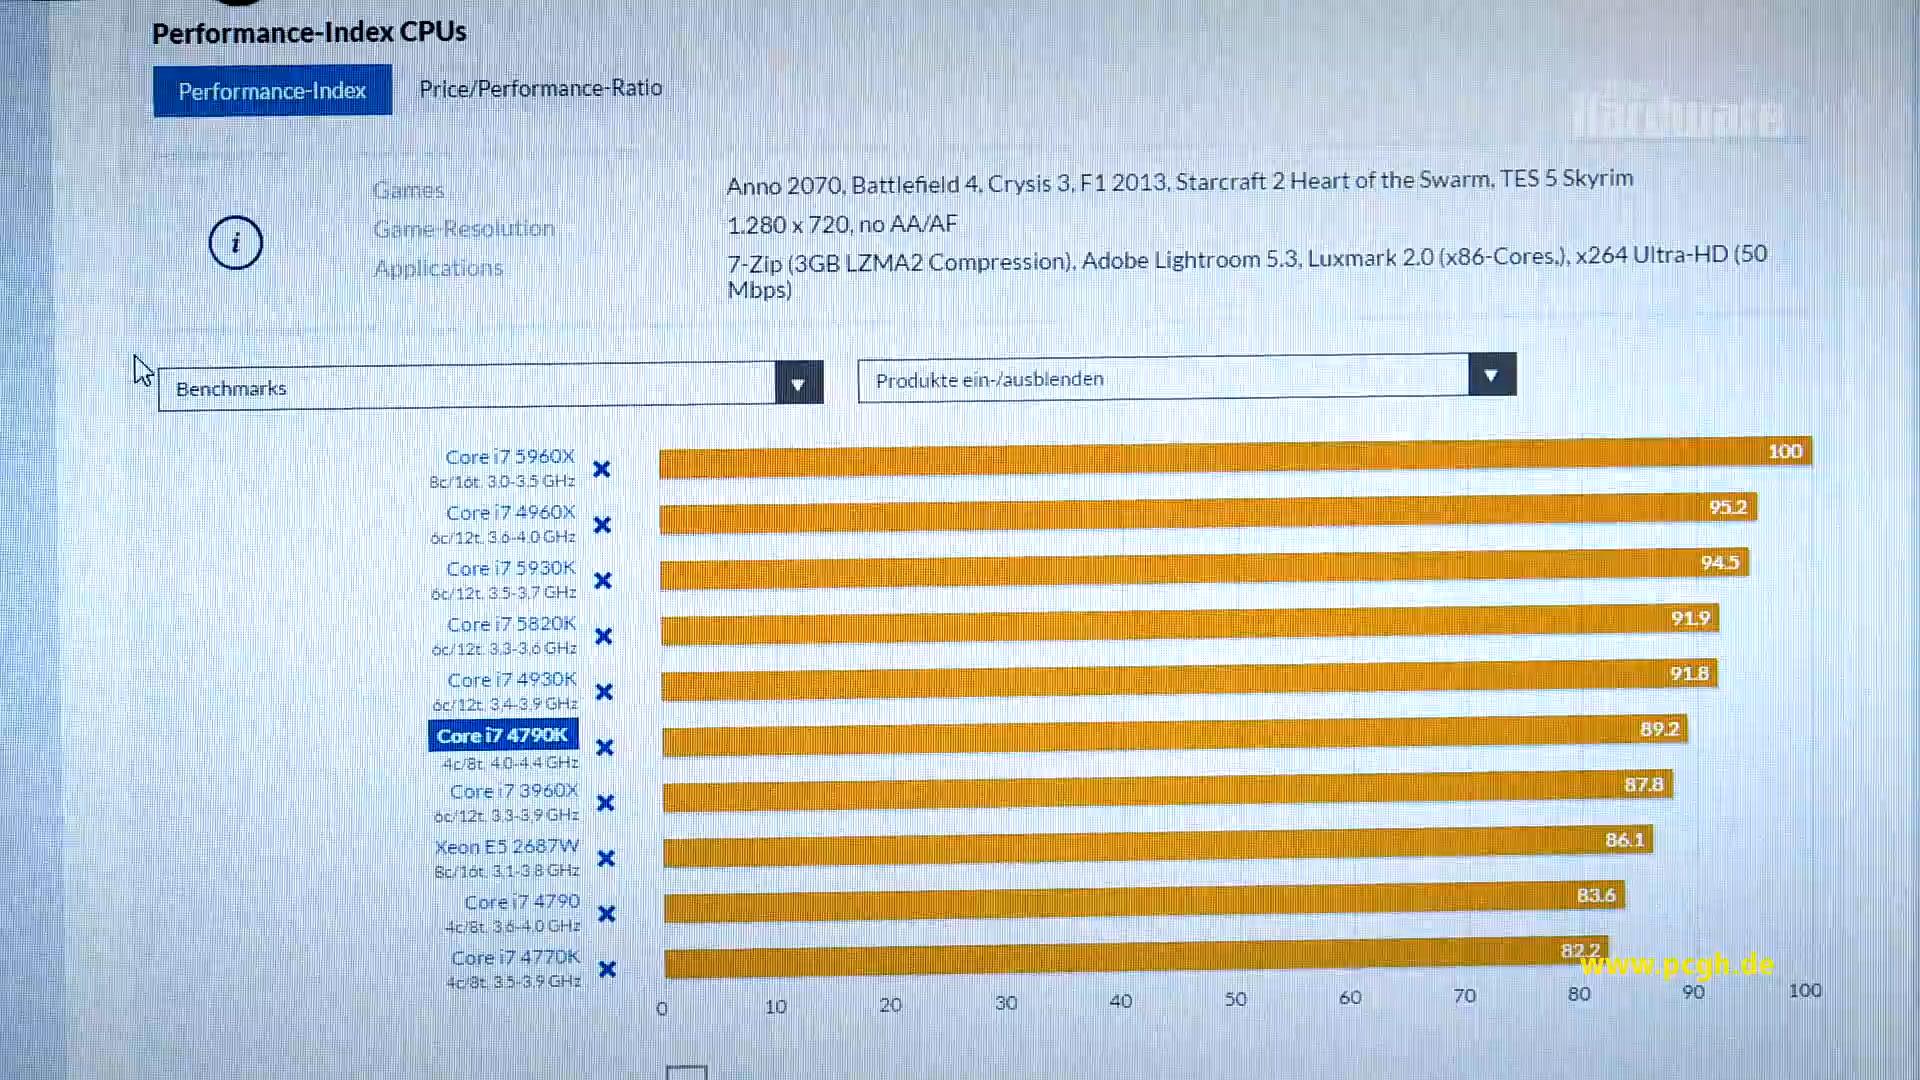 Performance-Index CPUs
Performance-Index Price/Performance-Ratio
Hardware
Games Anno 2070, Battlefield 4, Crysis 3, F1 2013, Starcraft 2 Heart of the Swarm, TES 5 Skyrim
i
Game-Resolution 1.280 x 720, no AA/AF
Applications 7-Zip (3GB LZMA2 Compression), Adobe Lightroom 5.3, Luxmark 2.0 (x86-Cores,), x264 Ultra-HD (50
Mbps)
Benchmarks Produkte ein-/ausblenden
Core i7 5960X 100
8c/16t, 3.0-3.5 GHz
Core i7 4960X 95.2
6c/12t, 3.6-4.0 GHz
Core i7 5930K 94.5
6c/12t, 3.5-3.7 GHz
Core i7 5820K 91.9
6c/12t, 3.3-3.6 GHz
Core i7 4930K 91.8
6c/12t, 3.4-3.9 GHz
Core i7 4790K 89.2
4c/8t, 4.0-4.4 GHz
Core i7 3960X 87.8
6c/12t, 3.3-3.9 GHz
Xeon E5 2687W 86.1
8c/16t, 3.1-3.8 GHz
Core i7 4790 83.6
4c/8t, 3.6-4.0 GHz
Core i7 4770K 82.2
4c/8t, 3.5-3.9 GHz
www.pcgh.de
0 10 20 30 40 50 60 70 80 90 100